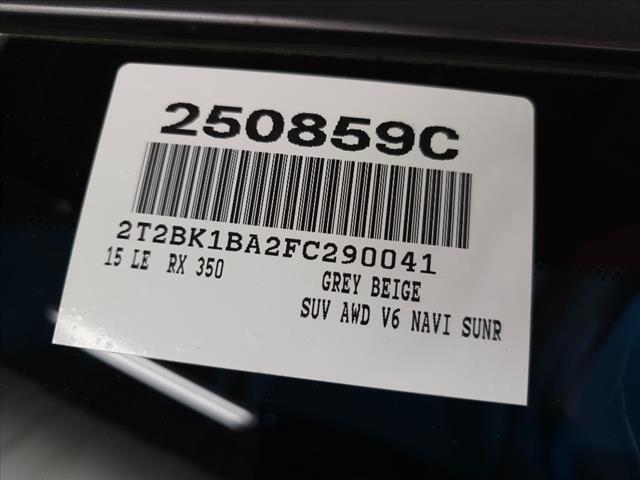 250859C
2T2BK1BA2FC290041
15 LE RX 350
GREY BEIGE
SUV AWD V6 NAVI SUNR